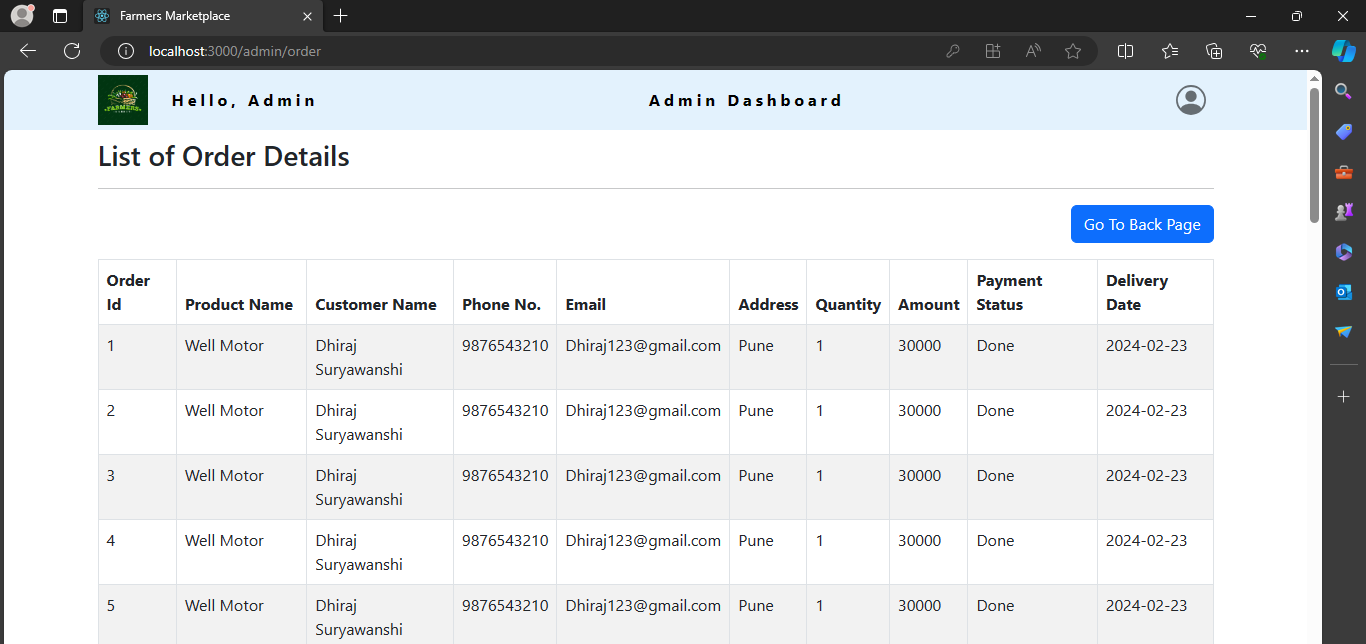 Farmers Marketplace
localhost:3000/admin/order
FARMERS
Hello, Admin
Admin Dashboard
List of Order Details
Go To Back Page
Order Id Product Name Customer Name Phone No. Email Address Quantity Amount Payment Status Delivery Date
1 Well Motor Dhiraj Suryawanshi 9876543210 Dhiraj123@gmail.com Pune 1 30000 Done 2024-02-23
2 Well Motor Dhiraj Suryawanshi 9876543210 Dhiraj123@gmail.com Pune 1 30000 Done 2024-02-23
3 Well Motor Dhiraj Suryawanshi 9876543210 Dhiraj123@gmail.com Pune 1 30000 Done 2024-02-23
4 Well Motor Dhiraj Suryawanshi 9876543210 Dhiraj123@gmail.com Pune 1 30000 Done 2024-02-23
5 Well Motor Dhiraj Suryawanshi 9876543210 Dhiraj123@gmail.com Pune 1 30000 Done 2024-02-23